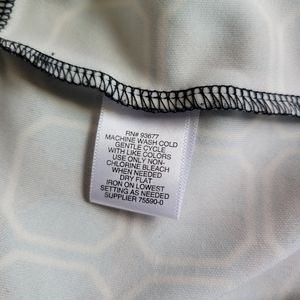 RN# 93677
MACHINE WASH COLD
GENTLE CYCLE
WITH LIKE COLORS
USE ONLY NON-
CHLORINE BLEACH
WHEN NEEDED
DRY FLAT
IRON ON LOWEST
SETTING AS NEEDED
SUPPLIER 75590-0